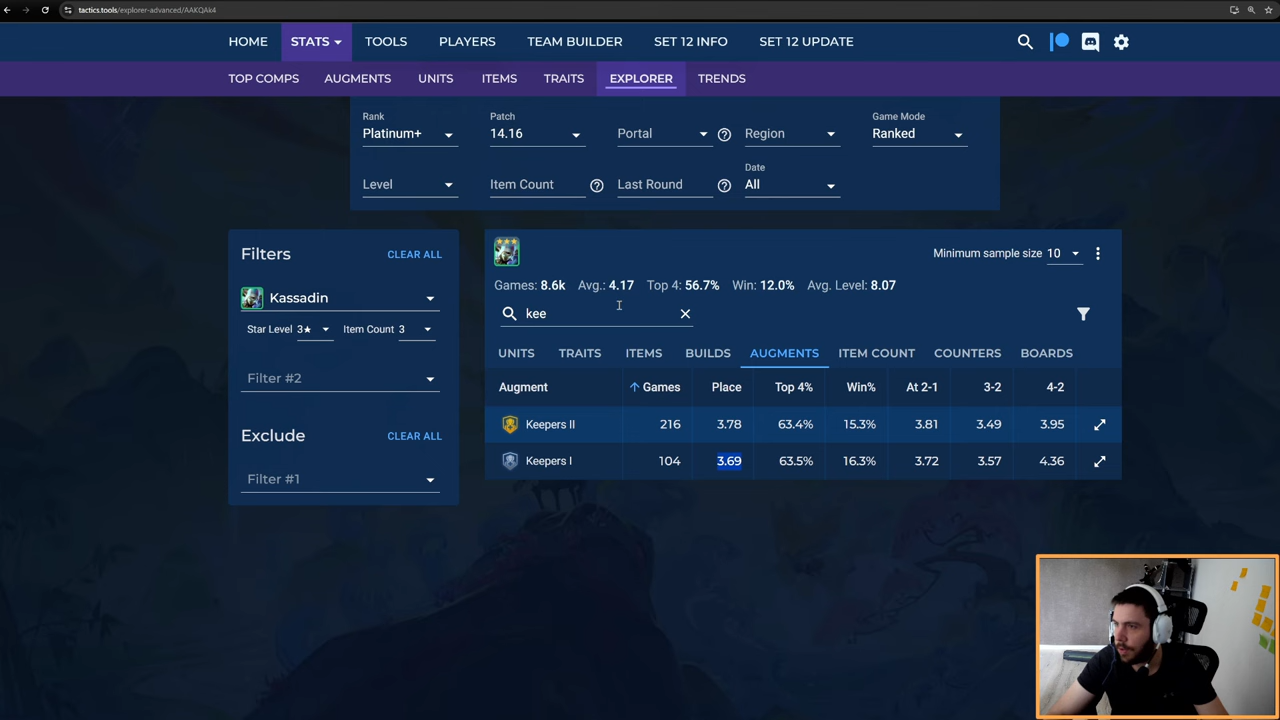 tactics.tools/explorer-advanced/AAKQAk4
HOME STATS TOOLS PLAYERS TEAM BUILDER SET 12 INFO SET 12 UPDATE
TOP COMPS AUGMENTS UNITS ITEMS TRAITS EXPLORER TRENDS
Rank Patch Game Mode
Platinum+ 14.16 Portal Region Ranked
Date
Level Item Count Last Round All
Filters CLEAR ALL
Kassadin
Star Level 3★ Item Count 3
Filter #2
Exclude CLEAR ALL
Filter #1
Minimum sample size 10
Games: 8.6k Avg.: 4.17 Top 4: 56.7% Win: 12.0% Avg. Level: 8.07
kee
UNITS TRAITS ITEMS BUILDS AUGMENTS ITEM COUNT COUNTERS BOARDS
Augment Games Place Top 4% Win% At 2-1 3-2 4-2
Keepers II 216 3.78 63.4% 15.3% 3.81 3.49 3.95
Keepers I 104 3.69 63.5% 16.3% 3.72 3.57 4.36